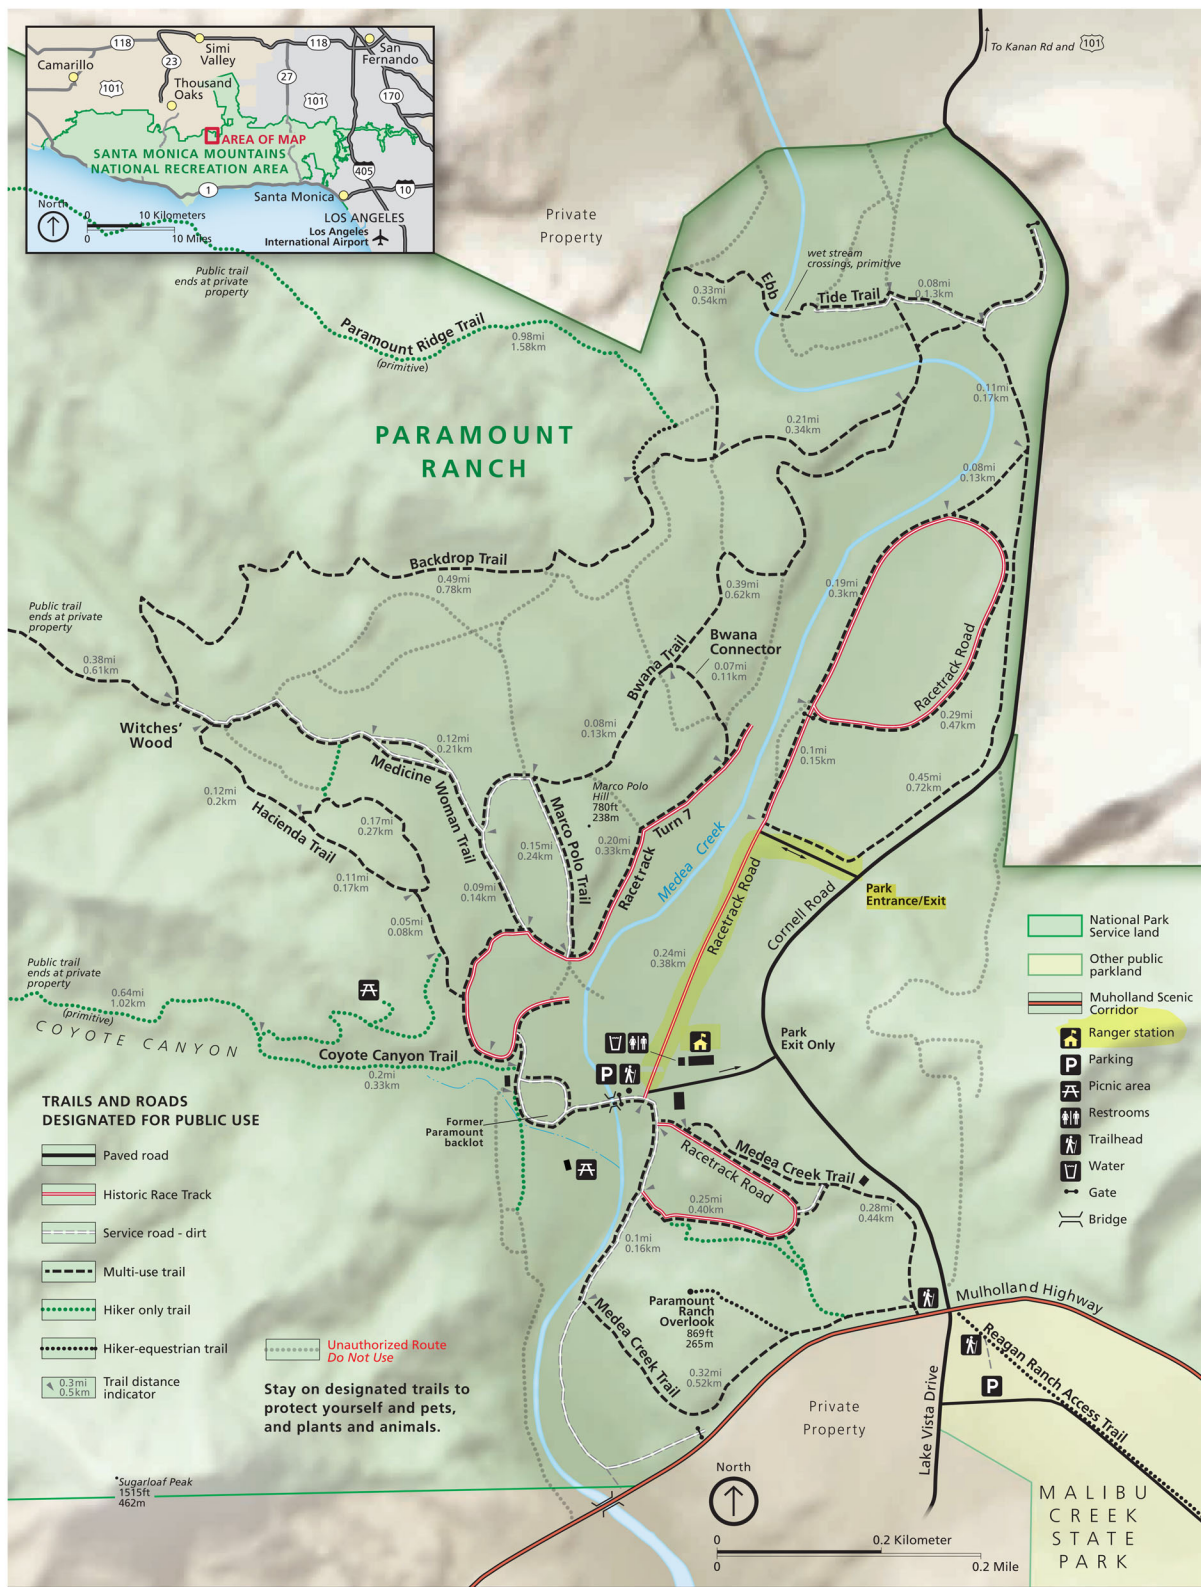 118
Simi
Valley
118
San
Fernando
Camarillo
23
101
Thousand
Oaks
27
101
170
AREA OF MAP
SANTA MONICA MOUNTAINS
NATIONAL RECREATION AREA
405
1
Santa Monica
10
North
0
10 Kilometers
0
10 Miles
LOS ANGELES
Los Angeles
International Airport
To Kanan Rd and 101
Private
Property
Public trail
ends at private
property
wet stream
crossings, primitive
0.33mi
0.54km
Ebb
Tide Trail
0.08mi
0.1.3km
Paramount Ridge Trail
(primitive)
0.98mi
1.58km
0.11mi
0.17km
PARAMOUNT
RANCH
0.21mi
0.34km
0.08mi
0.13km
Backdrop Trail
0.49mi
0.78km
0.39mi
0.62km
0.19mi
0.3km
Public trail
ends at private
property
0.38mi
0.61km
Bwana
Connector
0.07mi
0.11km
Bwana Trail
Racetrack Road
0.29mi
0.47km
Witches'
Wood
0.08mi
0.13km
0.12mi
0.21km
0.1mi
0.15km
Medicine Woman Trail
0.12mi
0.2km
Hacienda Trail
Marco Polo
Hill
780ft
238m
0.45mi
0.72km
0.17mi
0.27km
Marco Polo Trail
0.15mi
0.24km
0.20mi
0.33km
Racetrack Turn 7
Medea Creek
0.11mi
0.17km
0.09mi
0.14km
Racetrack Road
Cornell Road
Park
Entrance/Exit
0.05mi
0.08km
0.24mi
0.38km
Public trail
ends at private
property
0.64mi
1.02km
(primitive)
COYOTE CANYON
Coyote Canyon Trail
0.2mi
0.33km
Park
Exit Only
P
Former
Paramount
backlot
Medea Creek Trail
Racetrack Road
0.25mi
0.40km
0.28mi
0.44km
0.1mi
0.16km
Paramount
Ranch
Overlook
869ft
265m
Medea Creek Trail
0.32mi
0.52km
Mulholland Highway
Reagan Ranch Access Trail
P
Lake Vista Drive
Private
Property
MALIBU
CREEK
STATE
PARK
Sugarloaf Peak
1515ft
462m
National Park
Service land
Other public
parkland
Muholland Scenic
Corridor
Ranger station
P
Parking
Picnic area
Restrooms
Trailhead
Water
Gate
Bridge
TRAILS AND ROADS
DESIGNATED FOR PUBLIC USE
Paved road
Historic Race Track
Service road - dirt
Multi-use trail
Hiker only trail
Hiker-equestrian trail
0.3mi
0.5km
Trail distance
indicator
Unauthorized Route
Do Not Use
Stay on designated trails to
protect yourself and pets,
and plants and animals.
North
0
0.2 Kilometer
0
0.2 Mile